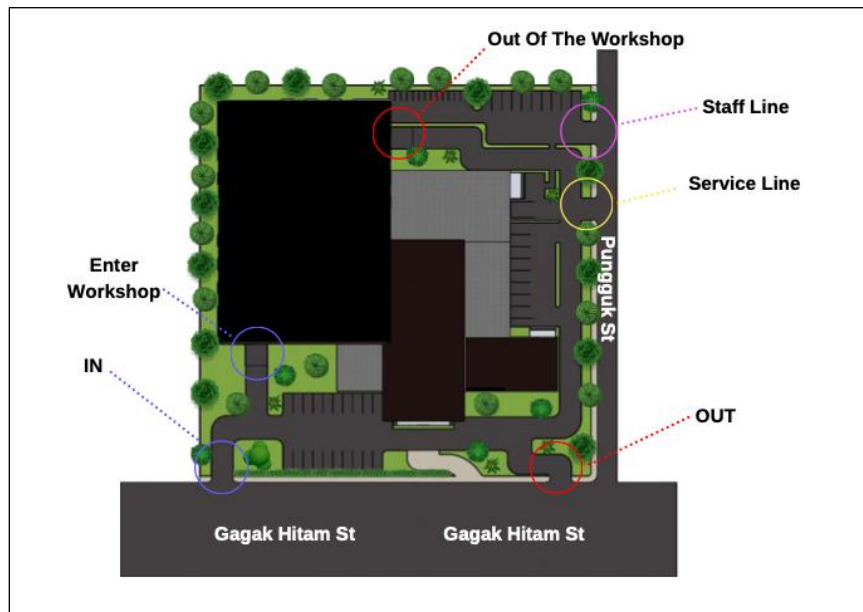 Out Of The Workshop
Staff Line
Service Line
Pungguk St
Enter
Workshop
IN
OUT
Gagak Hitam St
Gagak Hitam St